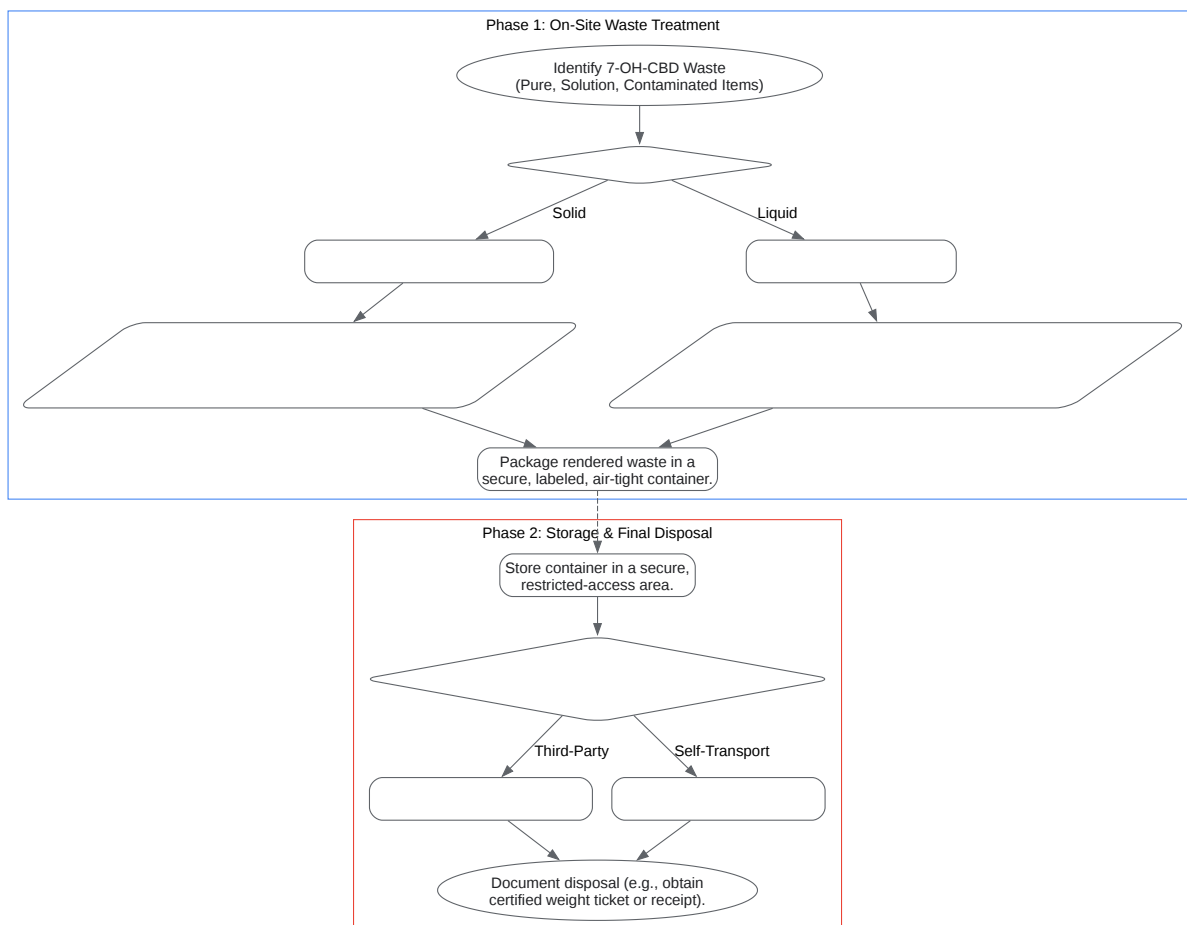 Phase 1: On-Site Waste Treatment
Identify 7-OH-CBD Waste
(Pure, Solution, Contaminated Items)
Solid
Liquid
Package rendered waste in a
secure, labeled, air-tight container.
Phase 2: Storage & Final Disposal
Store container in a secure,
restricted-access area.
Third-Party
Self-Transport
Document disposal (e.g., obtain
certified weight ticket or receipt).